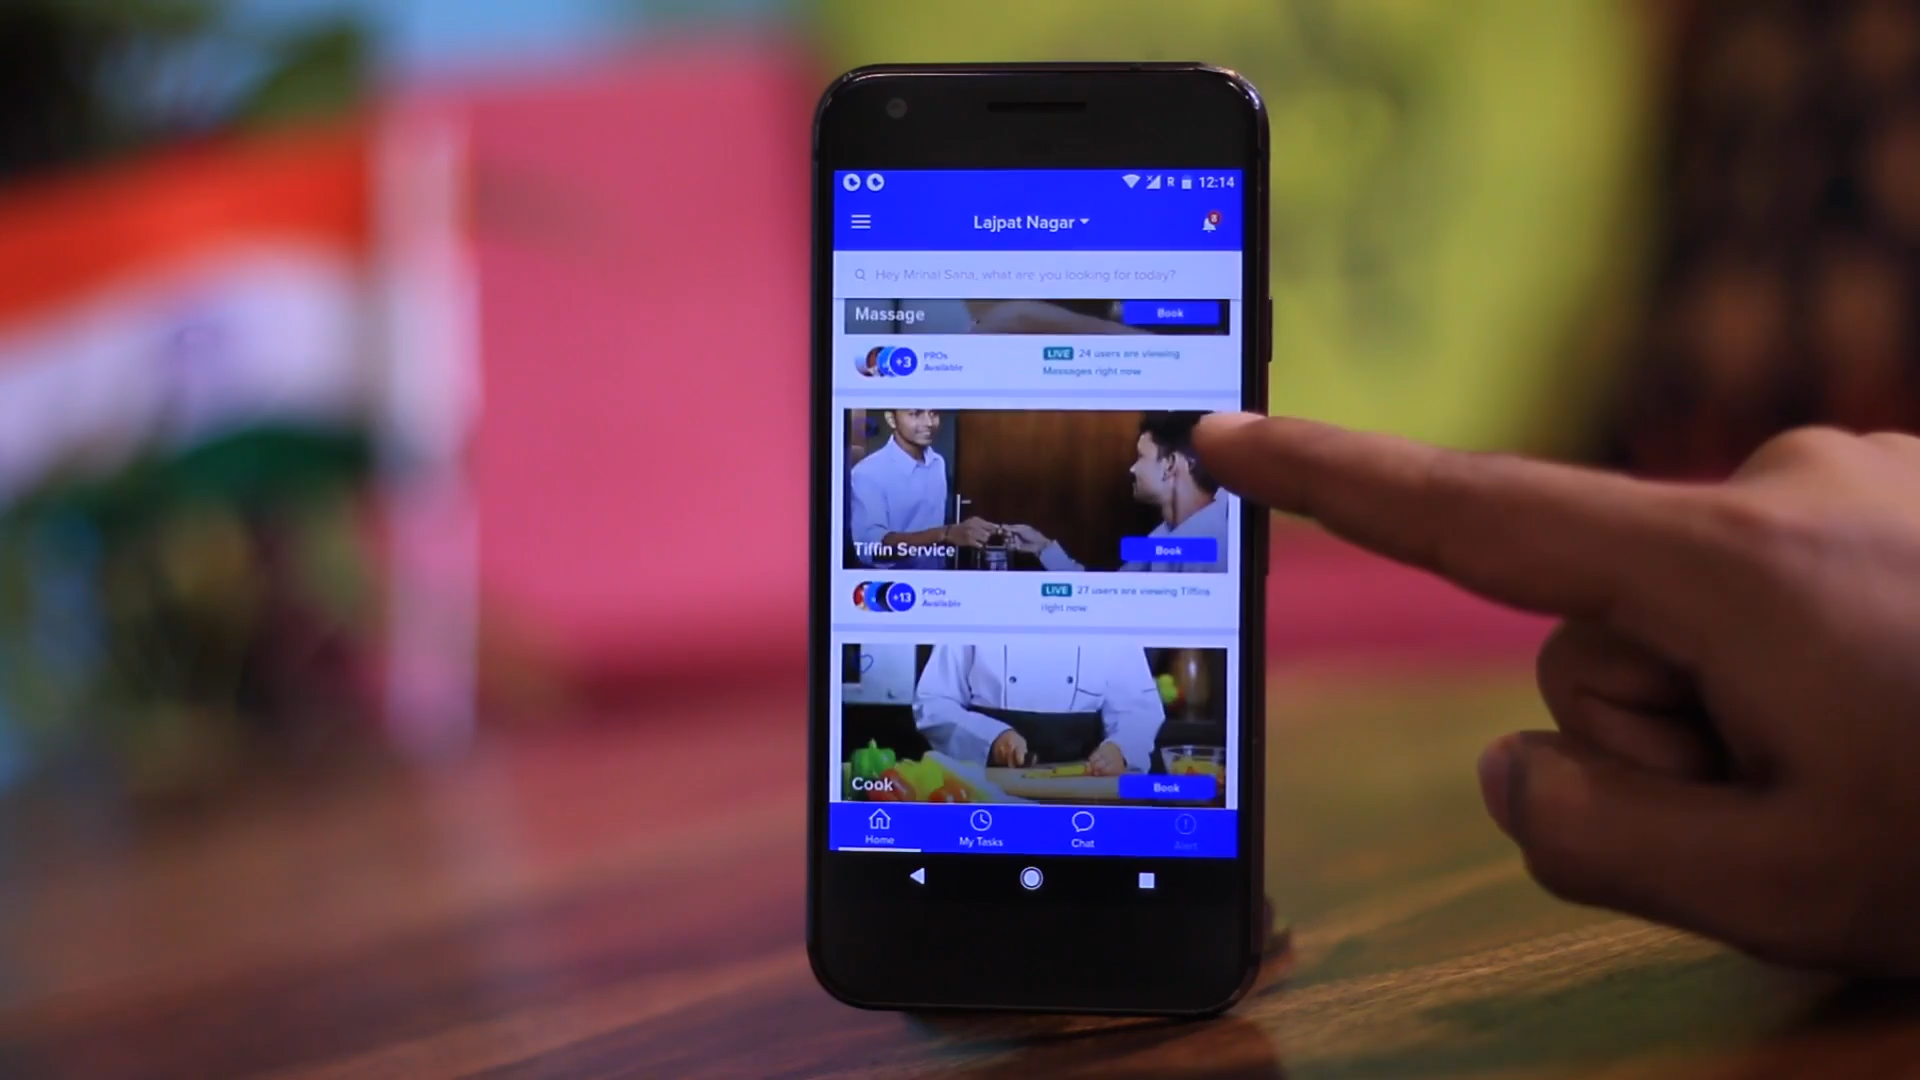 R 12:14
Lajpat Nagar
8
Hey Mrinal Sana, what are you looking for today?
Massage
Book
+3
PROs
Available
LIVE 24 users are viewing
Massages right now
Tiffin Service
Book
+13
PROs
Available
LIVE 27 users are viewing Tiffins
right now
Cook
Book
Home
My Tasks
Chat
Alert